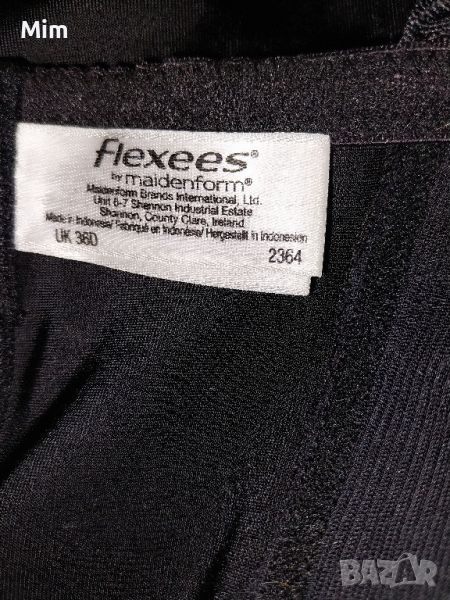 Mim
flexees®
by maidenform®
Maidenform Brands International, Ltd.
Unit 6-7 Shannon Industrial Estate
Shannon, County Clare, Ireland
Made in Indonesia/ Fabriqué en Indonésie/ Hergestellt in Indonesien
UK 36D
2364
BAZAR